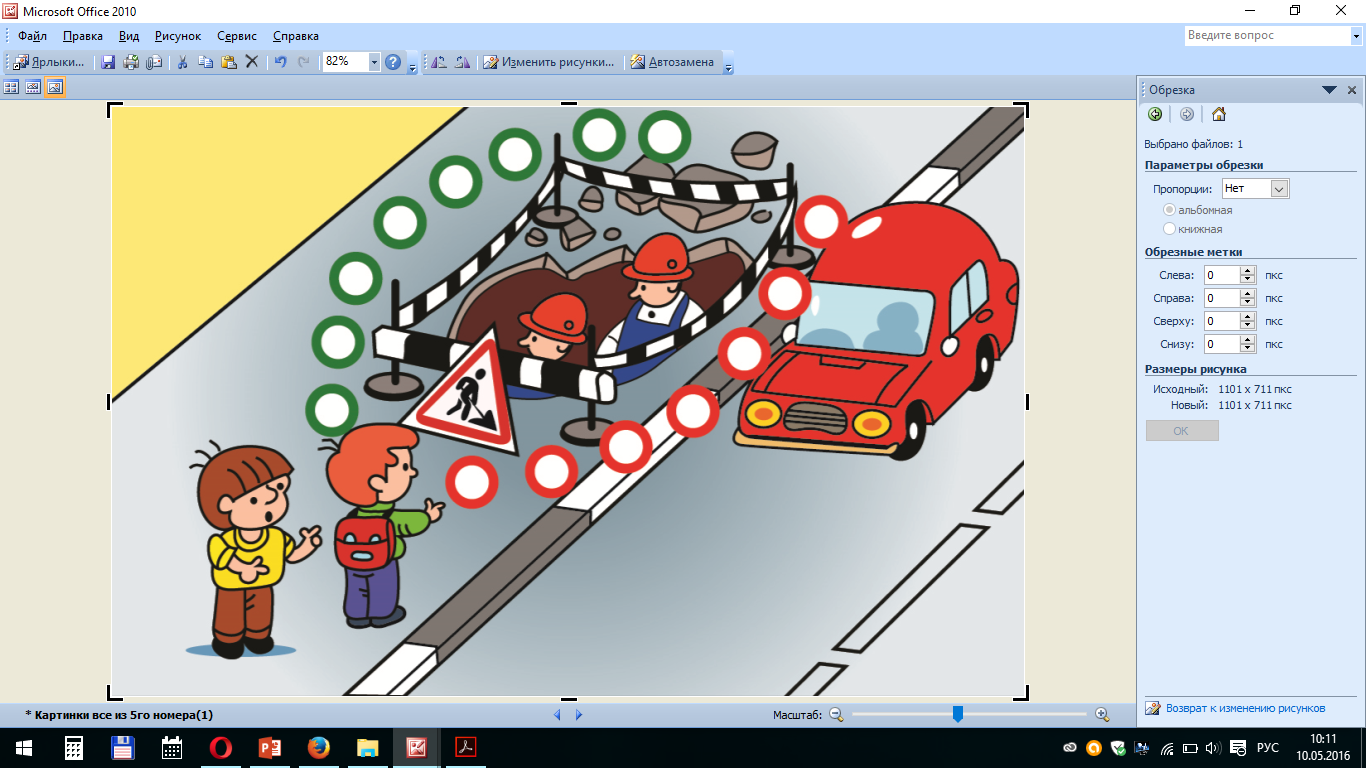 Microsoft Office 2010
Файл Правка Вид Рисунок Сервис Справка
Введите вопрос
Ярлыки... 82% Изменить рисунки... Автозамена
Обрезка
Выбрано файлов: 1
Параметры обрезки
Пропорции: Нет
альбомная
книжная
Обрезные метки
Слева: 0 пкс
Справа: 0 пкс
Сверху: 0 пкс
Снизу: 0 пкс
Размеры рисунка
Исходный: 1101 x 711 пкс
Новый: 1101 x 711 пкс
ОК
Возврат к изменению рисунков
* Картинки все из 5го номера(1)
Масштаб:
РУС
10:11
10.05.2016